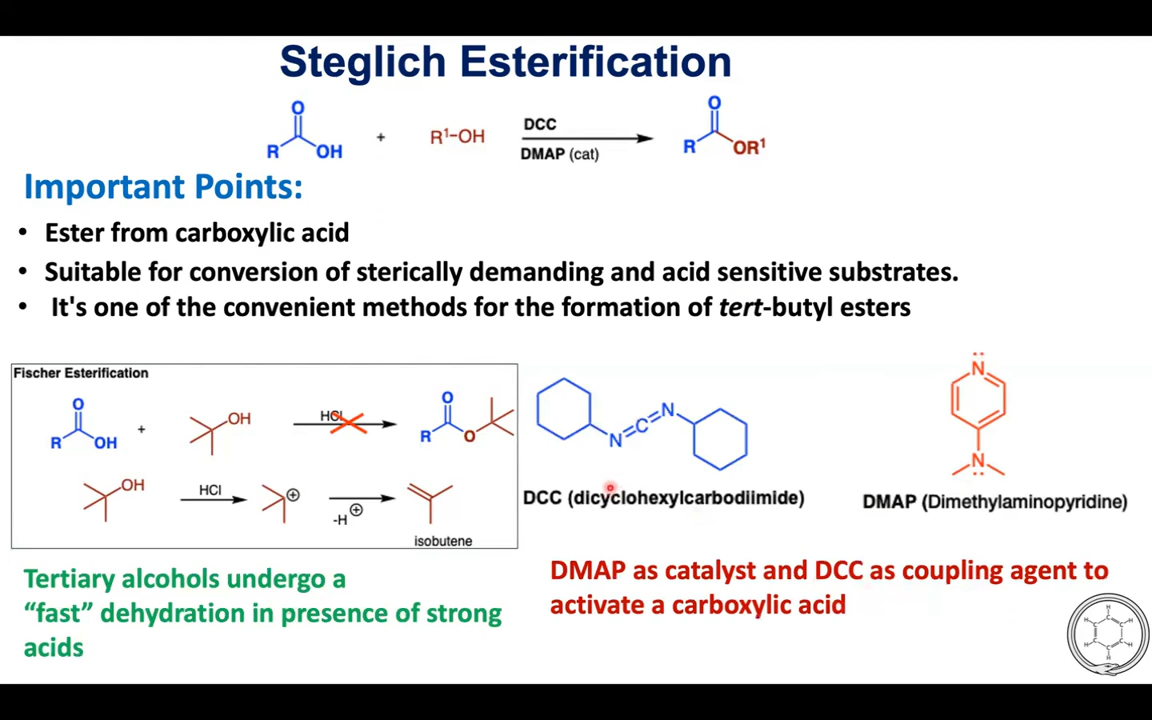 Steglich Esterification
O
R
OH
+
R¹–OH
DCC
DMAP (cat)
O
R
OR¹
Important Points:
• Ester from carboxylic acid
• Suitable for conversion of sterically demanding and acid sensitive substrates.
• It's one of the convenient methods for the formation of tert-butyl esters
Fischer Esterification
O
R
OH
+
OH
HCl
O
R
O
OH
HCl
⊕
-H⊕
isobutene
N=C=N
DCC (dicyclohexylcarbodiimide)
N
N
DMAP (Dimethylaminopyridine)
Tertiary alcohols undergo a
“fast” dehydration in presence of strong
acids
DMAP as catalyst and DCC as coupling agent to
activate a carboxylic acid
H
H
H
H
H
H
C
C
C
C
C
C